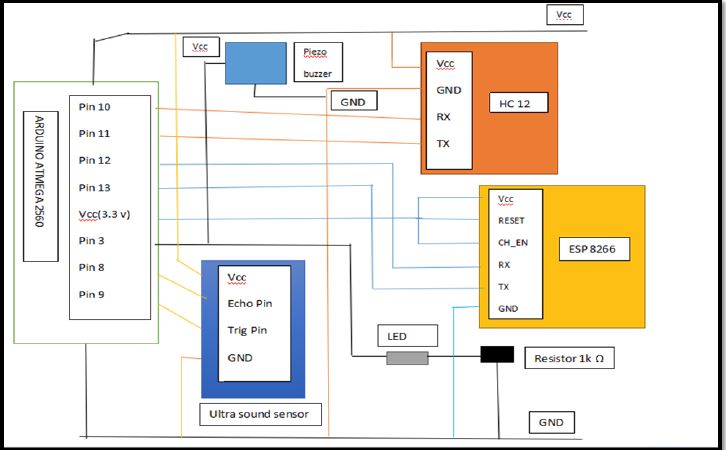 Vcc
Vcc
Piezo
buzzer
GND
Vcc
GND
RX
TX
HC 12
ARDUINO ATMEGA 2560
Pin 10
Pin 11
Pin 12
Pin 13
Vcc(3.3 v)
Pin 3
Pin 8
Pin 9
Vcc
RESET
CH_EN
RX
TX
GND
ESP 8266
Vcc
Echo Pin
Trig Pin
GND
Ultra sound sensor
LED
Resistor 1k Ω
GND